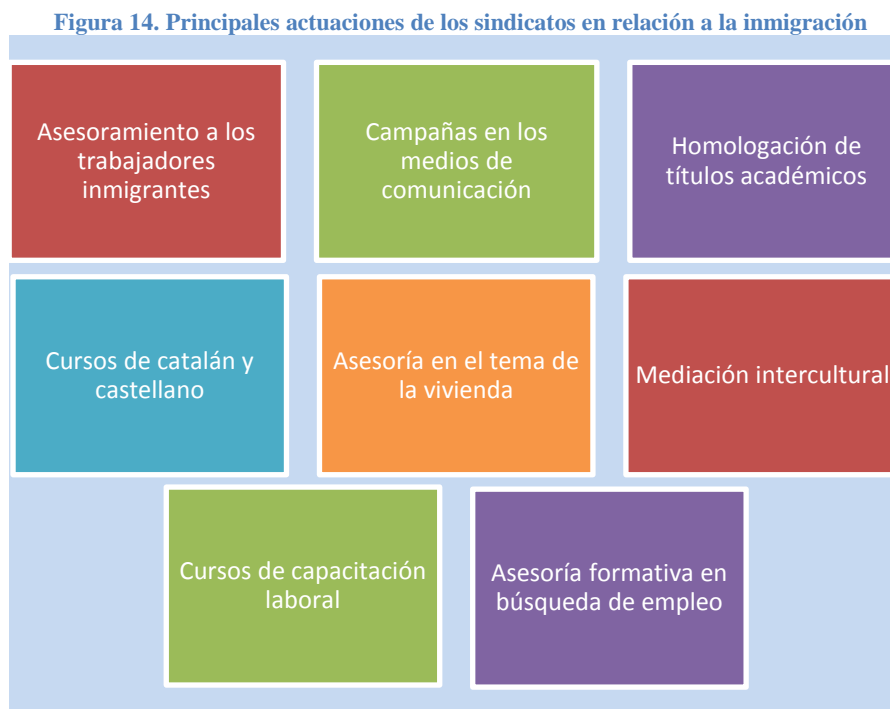 Figura 14. Principales actuaciones de los sindicatos en relación a la inmigración
Asesoramiento a los
trabajadores
inmigrantes
Campañas en los
medios de
comunicación
Homologación de
títulos académicos
Cursos de catalán y
castellano
Asesoría en el tema de
la vivienda
Mediación intercultural
Cursos de capacitación
laboral
Asesoría formativa en
búsqueda de empleo